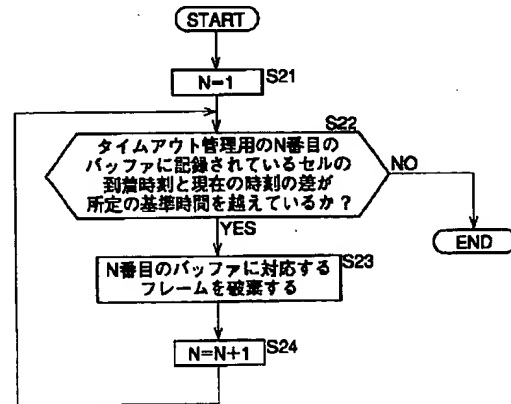 START
N=1
S21
S22
タイムアウト管理用のN番目の
バッファに記録されているセルの
到着時刻と現在の時刻の差が
所定の基準時間を越えているか？
NO
YES
END
S23
N番目のバッファに対応する
フレームを破棄する
N=N+1
S24